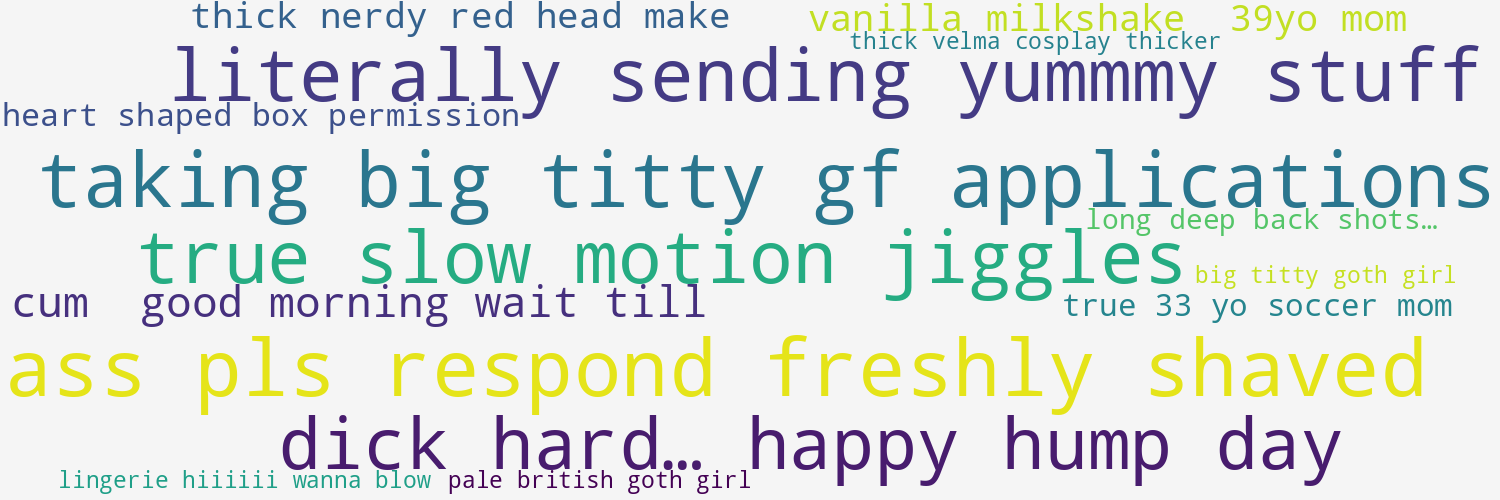 thick nerdy red head make
vanilla milkshake 39yo mom
thick velma cosplay thicker
literally sending yummmy stuff
heart shaped box permission
taking big titty gf applications
long deep back shots…
true slow motion jiggles
big titty goth girl
cum good morning wait till
true 33 yo soccer mom
ass pls respond freshly shaved
dick hard… happy hump day
lingerie hiiiiii wanna blow
pale british goth girl